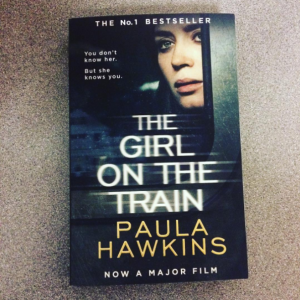 THE No.1 BESTSELLER
You don't
know her.
But she
knows you.
THE
GIRL
ON THE
TRAIN
PAULA
HAWKINS
NOW A MAJOR FILM